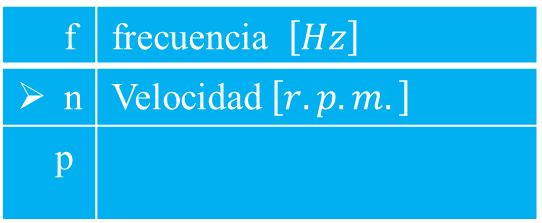 f frecuencia [Hz]
➢ n Velocidad [r.p.m.]
p